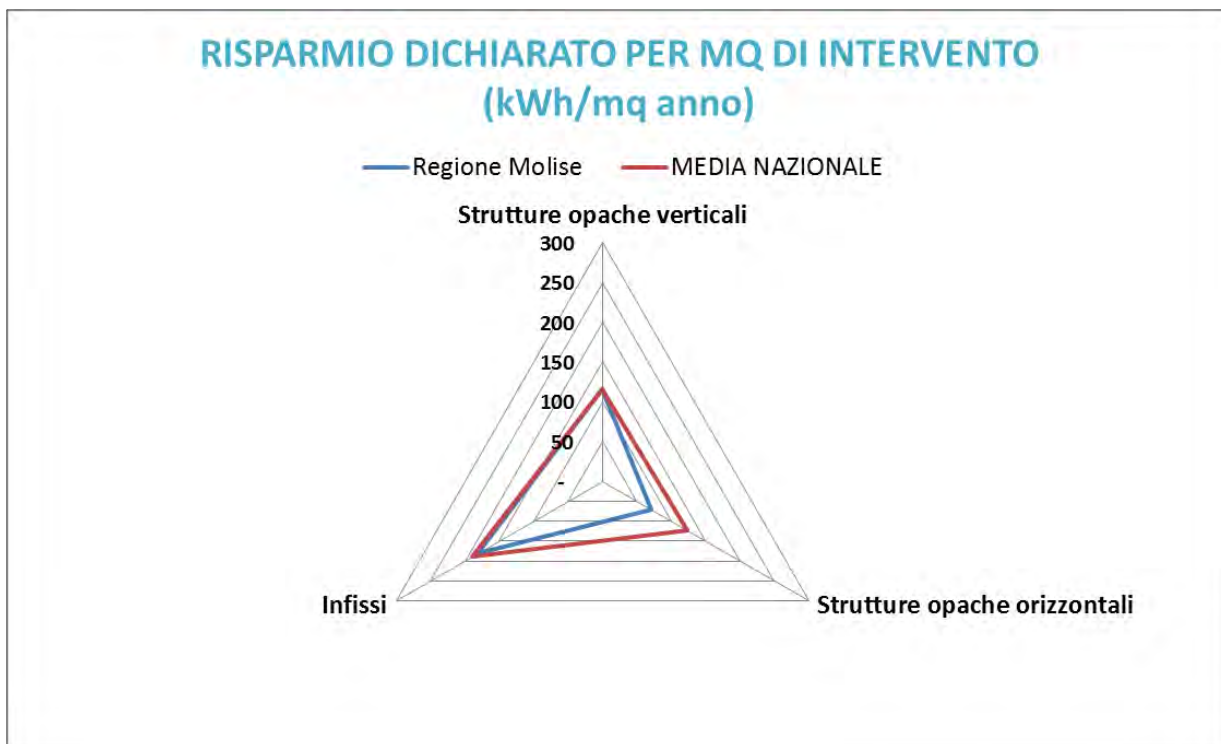 RISPARMIO DICHIARATO PER MQ DI INTERVENTO
(kWh/mq anno)
Regione Molise MEDIA NAZIONALE
Strutture opache verticali
300
250
200
150
100
50
-
Infissi
Strutture opache orizzontali